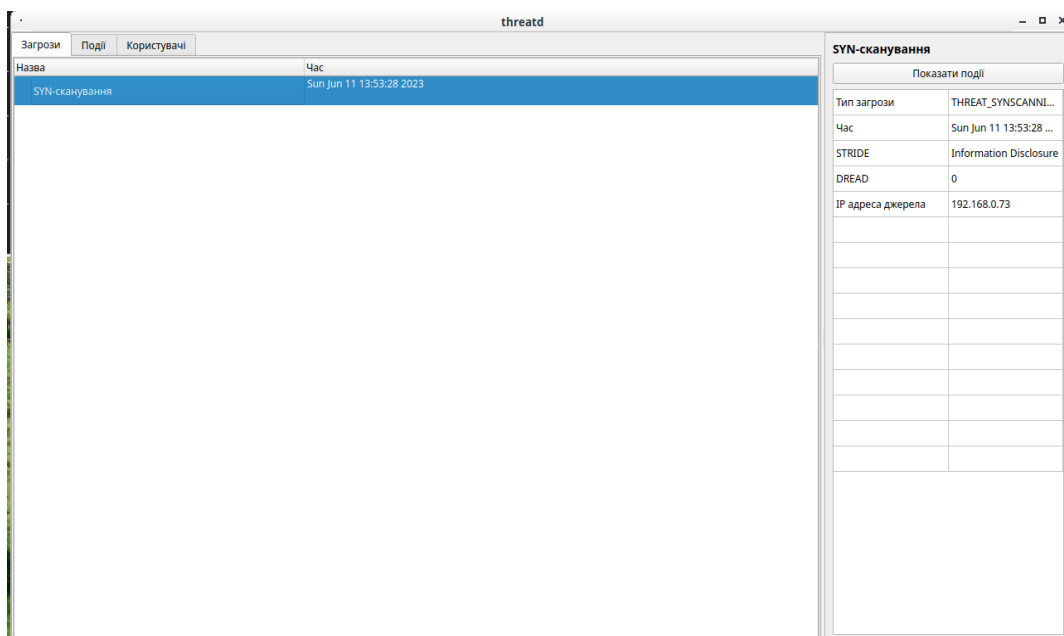 threatd
Загрози Події Користувачі
Назва Час
SYN-сканування Sun Jun 11 13:53:28 2023
SYN-сканування
Показати події
Тип загрози THREAT_SYNSCANNI...
Час Sun Jun 11 13:53:28 ...
STRIDE Information Disclosure
DREAD 0
IP адреса джерела 192.168.0.73